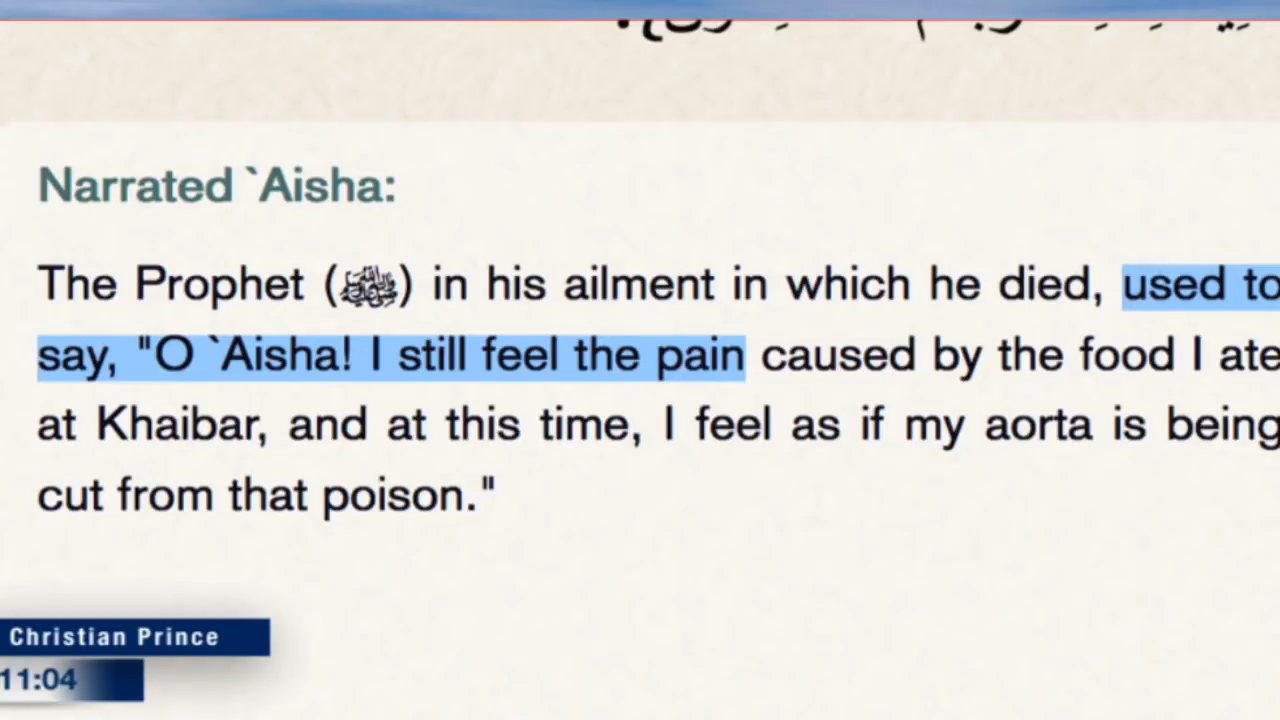 Narrated `Aisha:
The Prophet (ﷺ) in his ailment in which he died, used to
say, "O `Aisha! I still feel the pain caused by the food I ate
at Khaibar, and at this time, I feel as if my aorta is being
cut from that poison."
Christian Prince
11:04